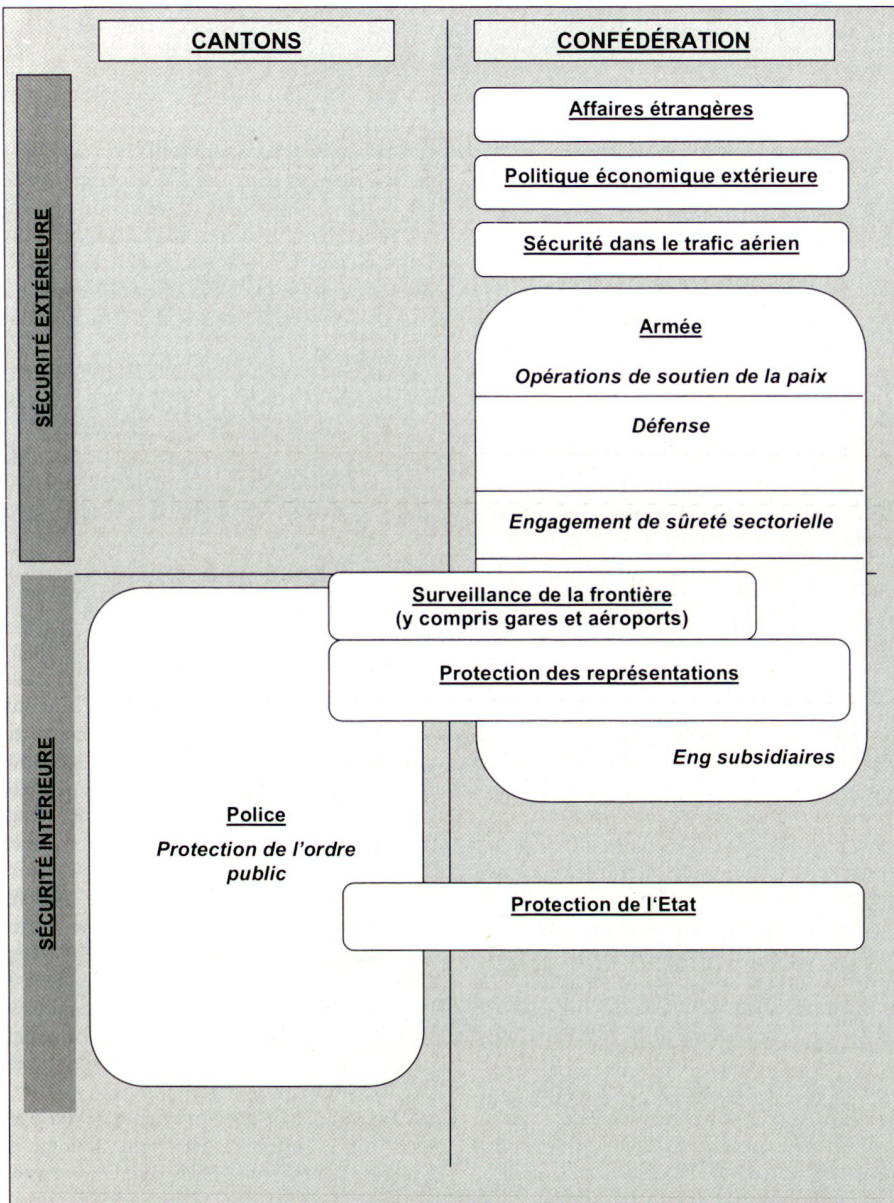 CANTONS
CONFÉDÉRATION
SÉCURITÉ EXTÉRIEURE
Affaires étrangères
Politique économique extérieure
Sécurité dans le trafic aérien
Armée
Opérations de soutien de la paix
Défense
Engagement de sûreté sectorielle
SÉCURITÉ INTÉRIEURE
Surveillance de la frontière
(y compris gares et aéroports)
Protection des représentations
Eng subsidiaires
Police
Protection de l’ordre
public
Protection de l‘Etat